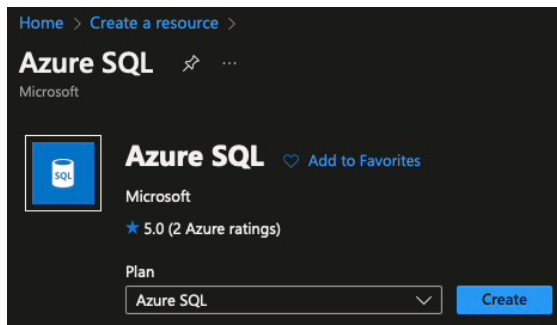 Home > Create a resource >
Azure SQL ...
Microsoft
SQL
Azure SQL Add to Favorites
Microsoft
5.0 (2 Azure ratings)
Plan
Azure SQL Create